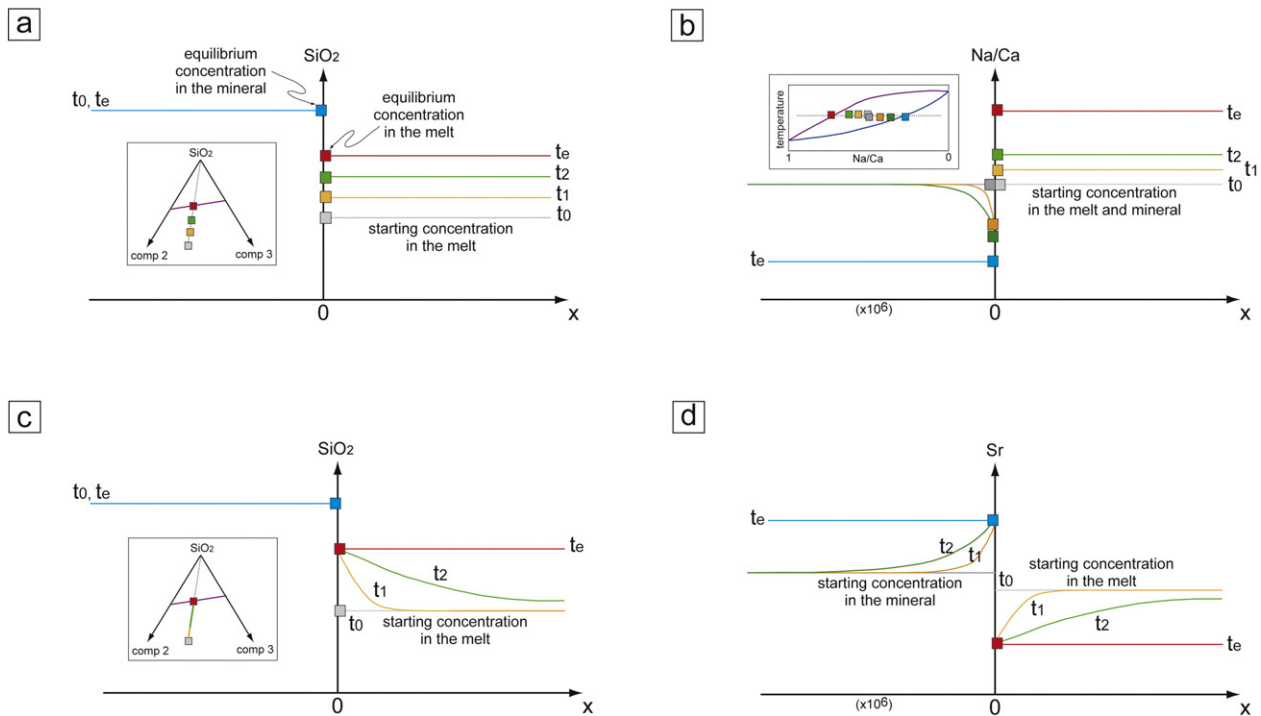 a
SiO2
equilibrium
concentration
in the mineral
t0, te
equilibrium
concentration
in the melt
te
t2
t1
t0
starting concentration
in the melt
SiO2
comp 2
comp 3
0
x
b
Na/Ca
temperature
1
Na/Ca
0
te
t2
t1
t0
starting concentration
in the melt and mineral
te
(x10⁶)
0
x
c
SiO2
t0, te
te
t2
t1
t0
starting concentration
in the melt
SiO2
comp 2
comp 3
0
x
d
Sr
te
t2
t1
starting concentration
in the mineral
t0
starting concentration
in the melt
t1
t2
te
(x10⁶)
0
x